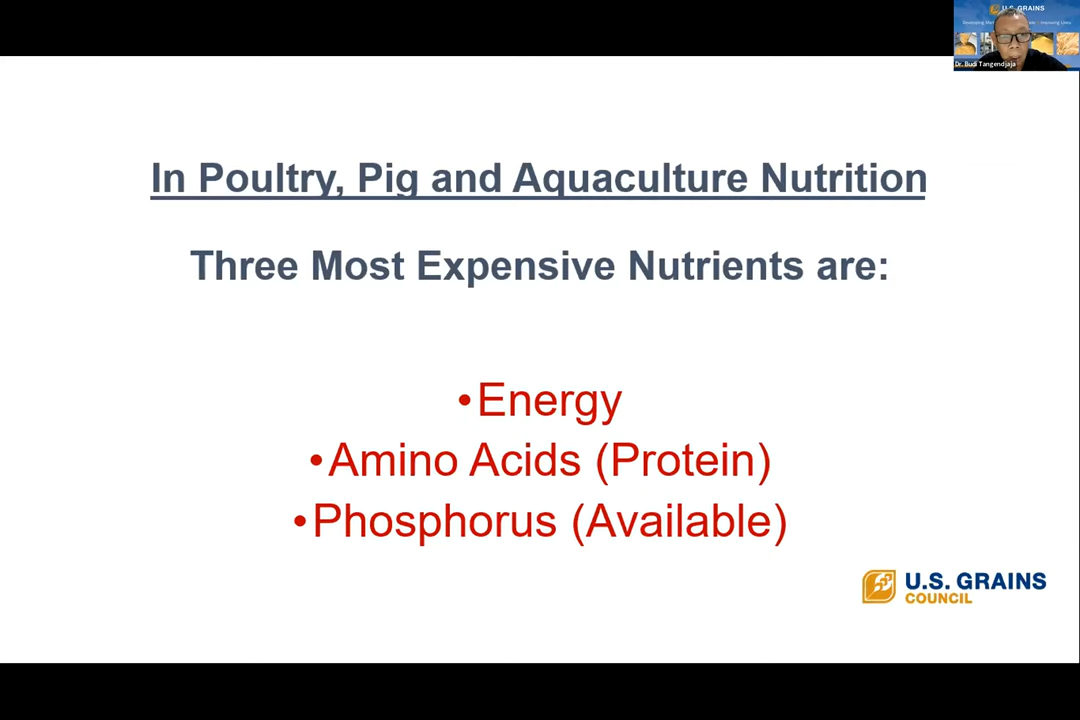 U.S. GRAINS
Dr. Budi Tangendjaja
In Poultry, Pig and Aquaculture Nutrition
Three Most Expensive Nutrients are:
•Energy
•Amino Acids (Protein)
•Phosphorus (Available)
U.S. GRAINS
COUNCIL